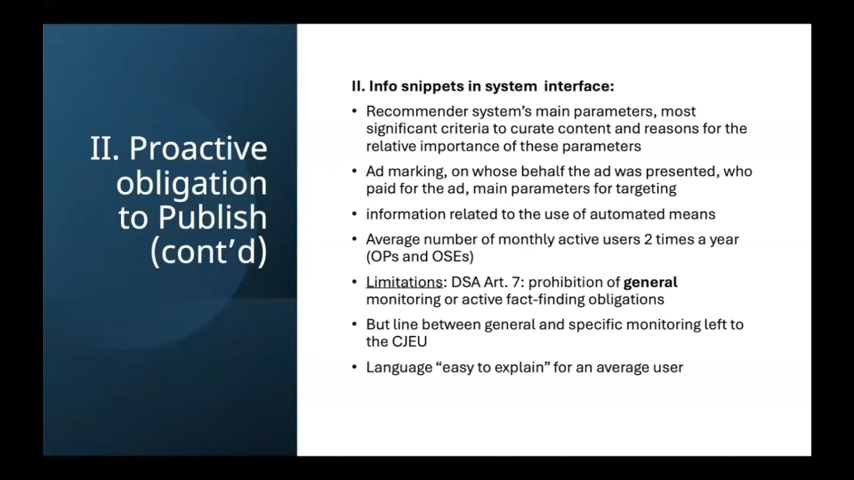 II. Proactive
obligation
to Publish
(cont’d)
II. Info snippets in system interface:
• Recommender system’s main parameters, most
significant criteria to curate content and reasons for the
relative importance of these parameters
• Ad marking, on whose behalf the ad was presented, who
paid for the ad, main parameters for targeting
• information related to the use of automated means
• Average number of monthly active users 2 times a year
(OPs and OSEs)
• Limitations: DSA Art. 7: prohibition of general
monitoring or active fact-finding obligations
• But line between general and specific monitoring left to
the CJEU
• Language “easy to explain” for an average user